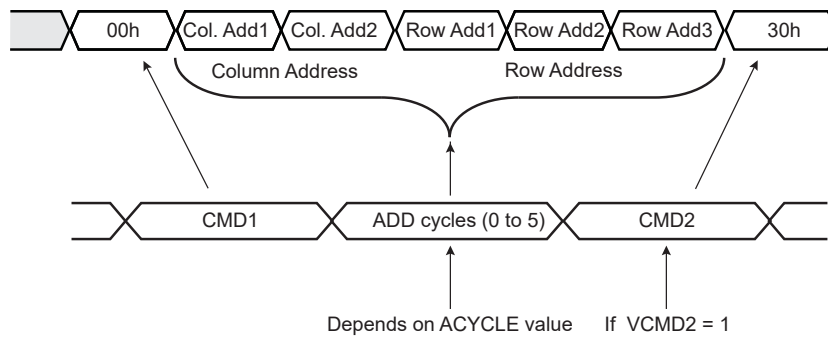 00h Col. Add1 Col. Add2 Row Add1 Row Add2 Row Add3 30h
Column Address Row Address
CMD1 ADD cycles (0 to 5) CMD2
Depends on ACYCLE value If VCMD2 = 1